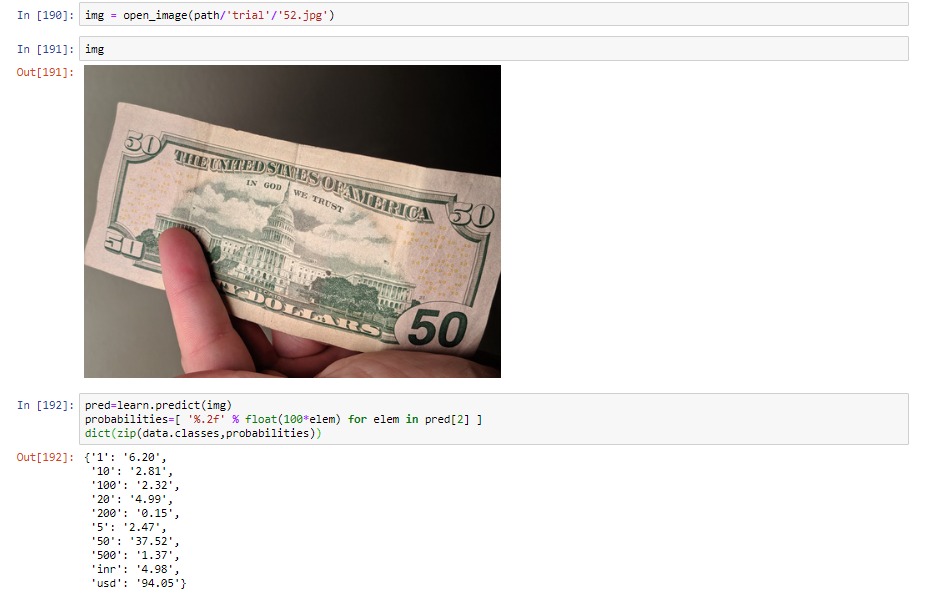 In [190]: img = open_image(path/'trial'/'52.jpg')
In [191]: img
Out[191]:
50
THE UNITED STATES OF AMERICA
50
IN GOD WE TRUST
50
DOLLARS
50
In [192]: pred=learn.predict(img)
probabilities=[ '%.2f' % float(100*elem) for elem in pred[2] ]
dict(zip(data.classes,probabilities))
Out[192]: {'1': '6.20',
'10': '2.81',
'100': '2.32',
'20': '4.99',
'200': '0.15',
'5': '2.47',
'50': '37.52',
'500': '1.37',
'inr': '4.98',
'usd': '94.05'}